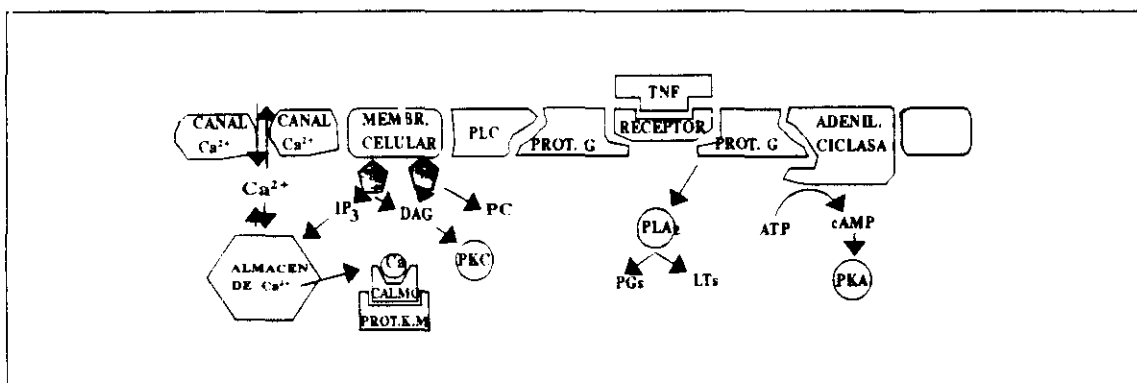 TNF
CANAL
Ca²⁺
CANAL
Ca²⁺
MEMBR.
CELULAR
PLC
PROT. G
RECEPTOR
PROT. G
ADENIL.
CICLASA
Ca²⁺
IP₃
DAG
PC
PKC
PLA₂
PGs
LTs
ATP
cAMP
PKA
ALMACEN
DE Ca²⁺
Ca
CALMO
PROT.K.M